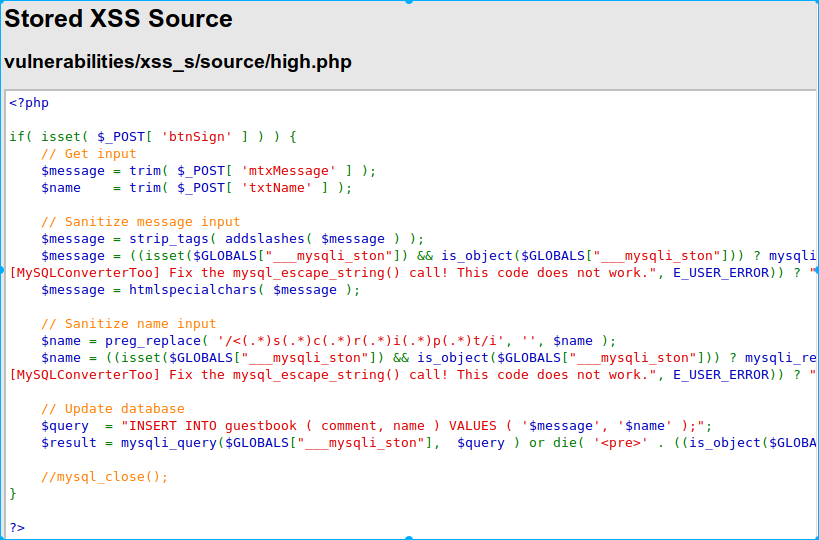 Stored XSS Source
vulnerabilities/xss_s/source/high.php
<?php
if( isset( $_POST[ 'btnSign' ] ) ) {
    // Get input
    $message = trim( $_POST[ 'mtxMessage' ] );
    $name    = trim( $_POST[ 'txtName' ] );
    // Sanitize message input
    $message = strip_tags( addslashes( $message ) );
    $message = ((isset($GLOBALS["___mysqli_ston"]) && is_object($GLOBALS["___mysqli_ston"])) ? mysqli
[MySQLConverterToo] Fix the mysql_escape_string() call! This code does not work.", E_USER_ERROR)) ? "
    $message = htmlspecialchars( $message );
    // Sanitize name input
    $name = preg_replace( '/<(.*)s(.*)c(.*)r(.*)i(.*)p(.*)t/i', '', $name );
    $name = ((isset($GLOBALS["___mysqli_ston"]) && is_object($GLOBALS["___mysqli_ston"])) ? mysqli_re
[MySQLConverterToo] Fix the mysql_escape_string() call! This code does not work.", E_USER_ERROR)) ? "
    // Update database
    $query  = "INSERT INTO guestbook ( comment, name ) VALUES ( '$message', '$name' );";
    $result = mysqli_query($GLOBALS["___mysqli_ston"],  $query ) or die( '<pre>' . ((is_object($GLOBA
    //mysql_close();
}
?>